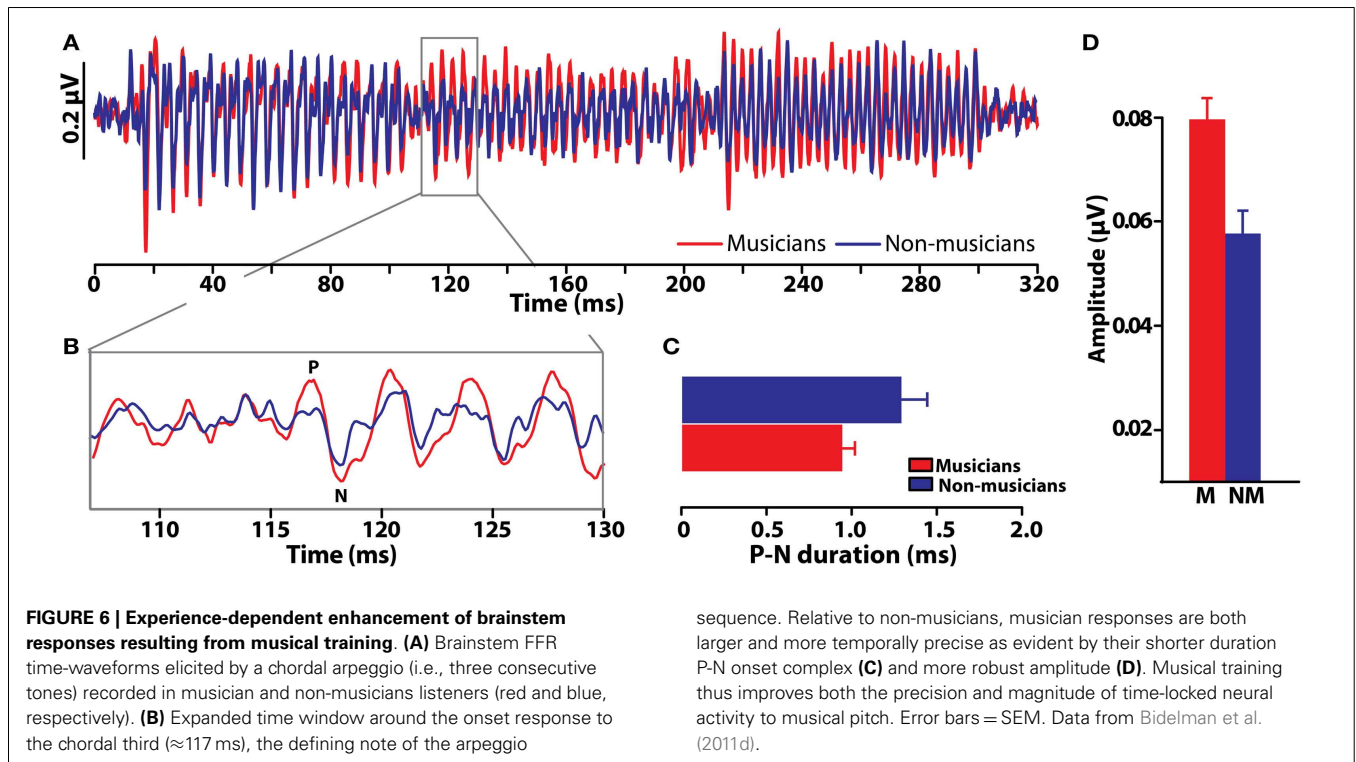 A
0.2 µV
Musicians
Non-musicians
0 40 80 120 160 200 240 280 320
Time (ms)
B
P
N
110 115 120 125 130
Time (ms)
C
Musicians
Non-musicians
0 0.5 1.0 1.5 2.0
P-N duration (ms)
D
Amplitude (µV)
0.08
0.06
0.04
0.02
M NM
FIGURE 6 | Experience-dependent enhancement of brainstem
responses resulting from musical training. (A) Brainstem FFR
time-waveforms elicited by a chordal arpeggio (i.e., three consecutive
tones) recorded in musician and non-musicians listeners (red and blue,
respectively). (B) Expanded time window around the onset response to
the chordal third (≈117 ms), the defining note of the arpeggio
sequence. Relative to non-musicians, musician responses are both
larger and more temporally precise as evident by their shorter duration
P-N onset complex (C) and more robust amplitude (D). Musical training
thus improves both the precision and magnitude of time-locked neural
activity to musical pitch. Error bars = SEM. Data from Bidelman et al.
(2011d).